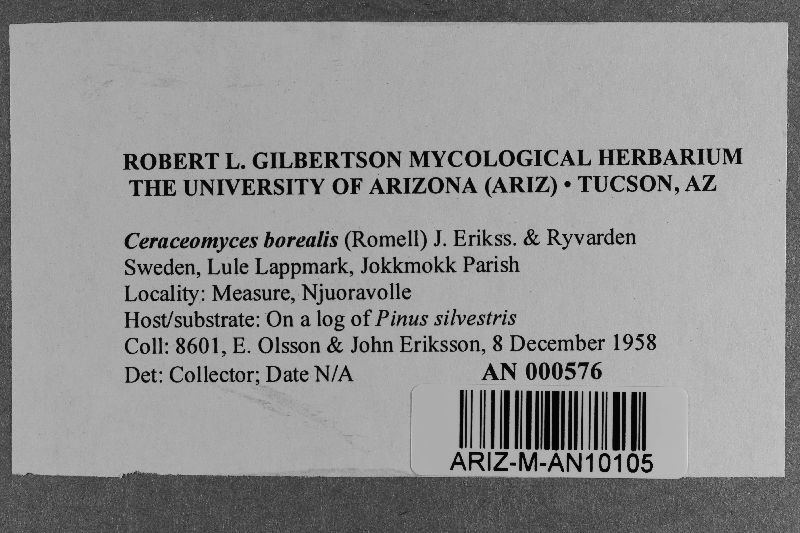 ROBERT L. GILBERTSON MYCOLOGICAL HERBARIUM
THE UNIVERSITY OF ARIZONA (ARIZ) • TUCSON, AZ
Ceraceomyces borealis (Romell) J. Erikss. & Ryvarden
Sweden, Lule Lappmark, Jokkmokk Parish
Locality: Measure, Njuoravolle
Host/substrate: On a log of Pinus silvestris
Coll: 8601, E. Olsson & John Eriksson, 8 December 1958
Det: Collector; Date N/A AN 000576
ARIZ-M-AN10105